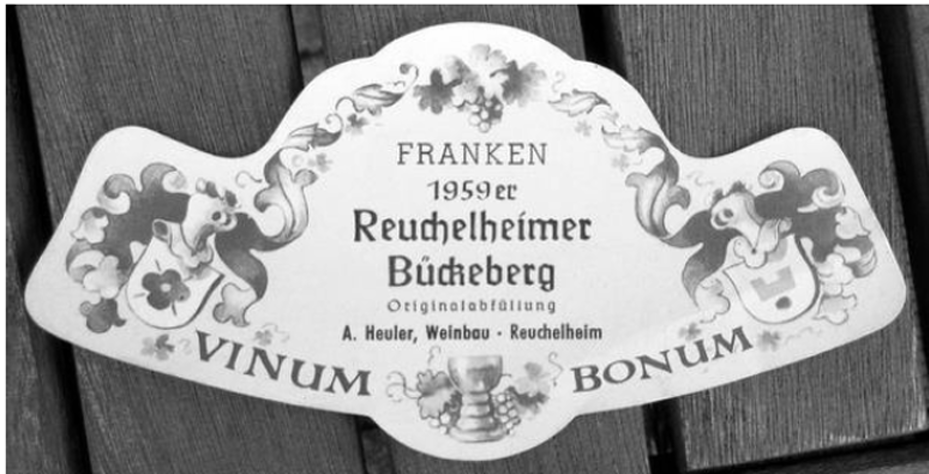 FRANKEN
1959er
Reuchelheimer
Bückeberg
Originalabfüllung
A. Heuler, Weinbau - Reuchelheim
VINUM BONUM